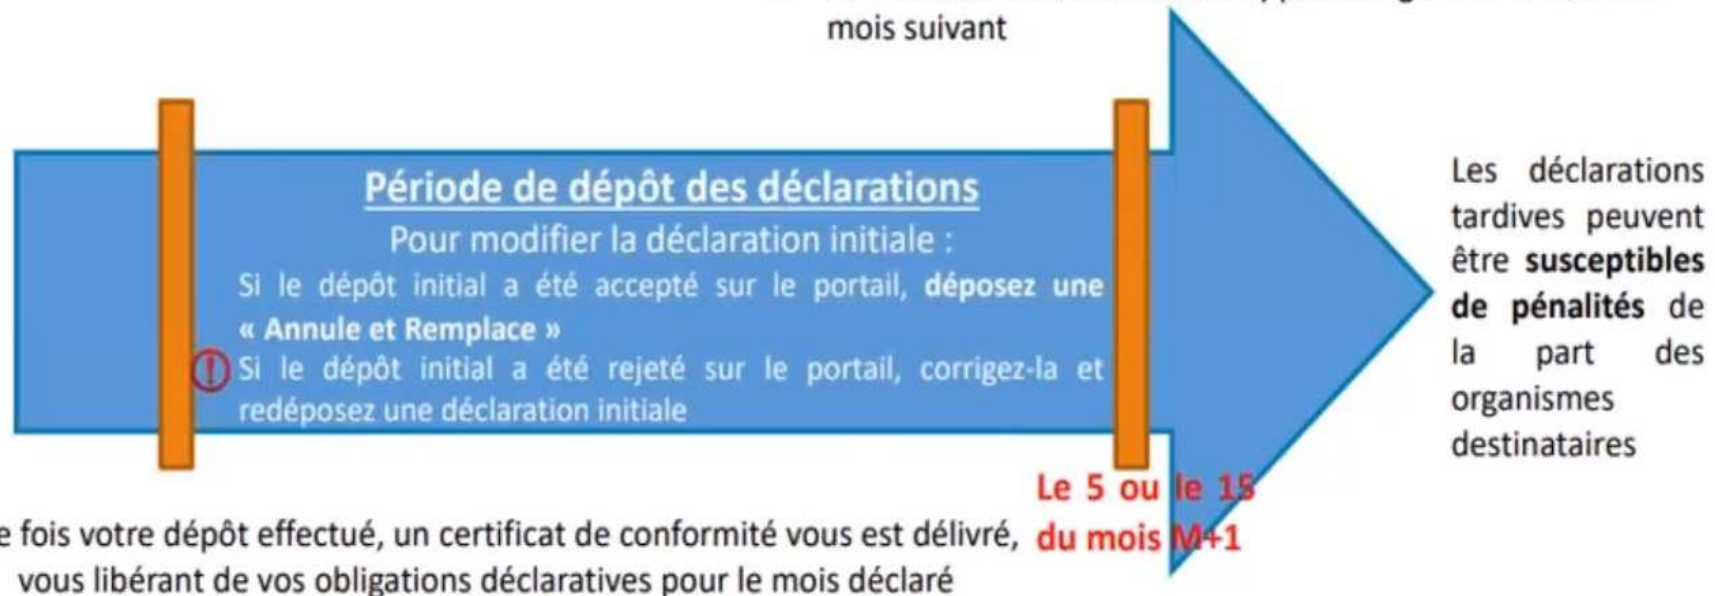 mois suivant
Période de dépôt des déclarations
Pour modifier la déclaration initiale :
Si le dépôt initial a été accepté sur le portail, déposez une
« Annule et Remplace »
Si le dépôt initial a été rejeté sur le portail, corrigez-la et
redéposez une déclaration initiale
Les déclarations
tardives peuvent
être susceptibles
de pénalités de
la part des
organismes
destinataires
Le 5 ou le 15
du mois M+1
e fois votre dépôt effectué, un certificat de conformité vous est délivré,
vous libérant de vos obligations déclaratives pour le mois déclaré